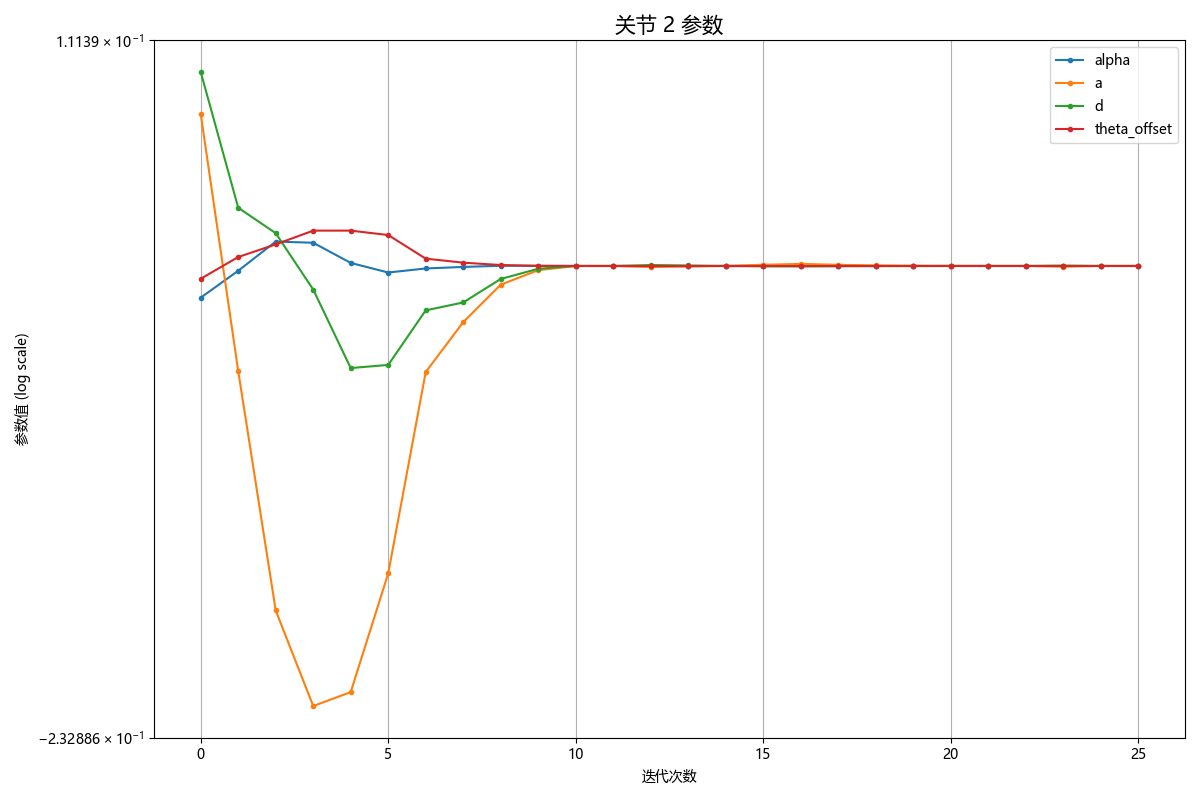 关节 2 参数
1.1139 × 10⁻¹
−2.32886 × 10⁻¹
参数值 (log scale)
alpha
a
d
theta_offset
0 5 10 15 20 25
迭代次数